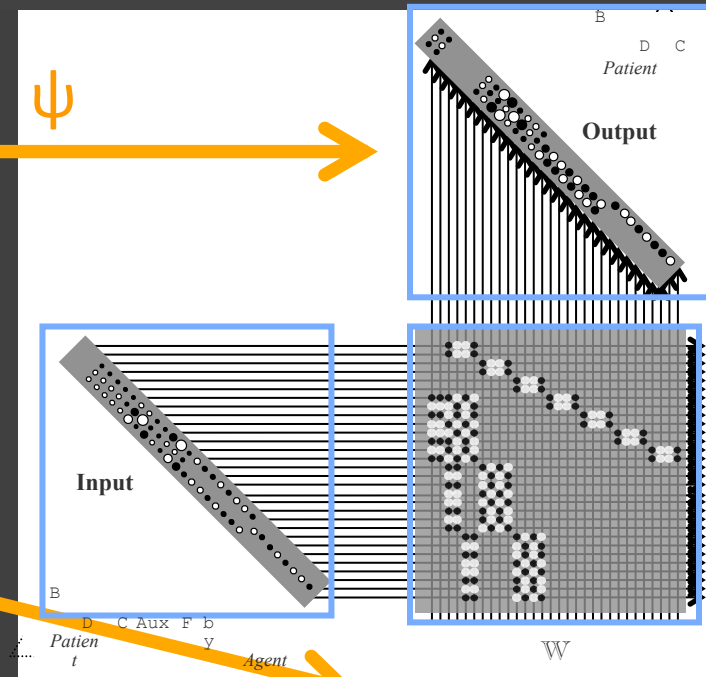 B
D C
Patient
ψ
Output
Input
B
D C Aux F b
y
Patien
t
Agent
𝕎